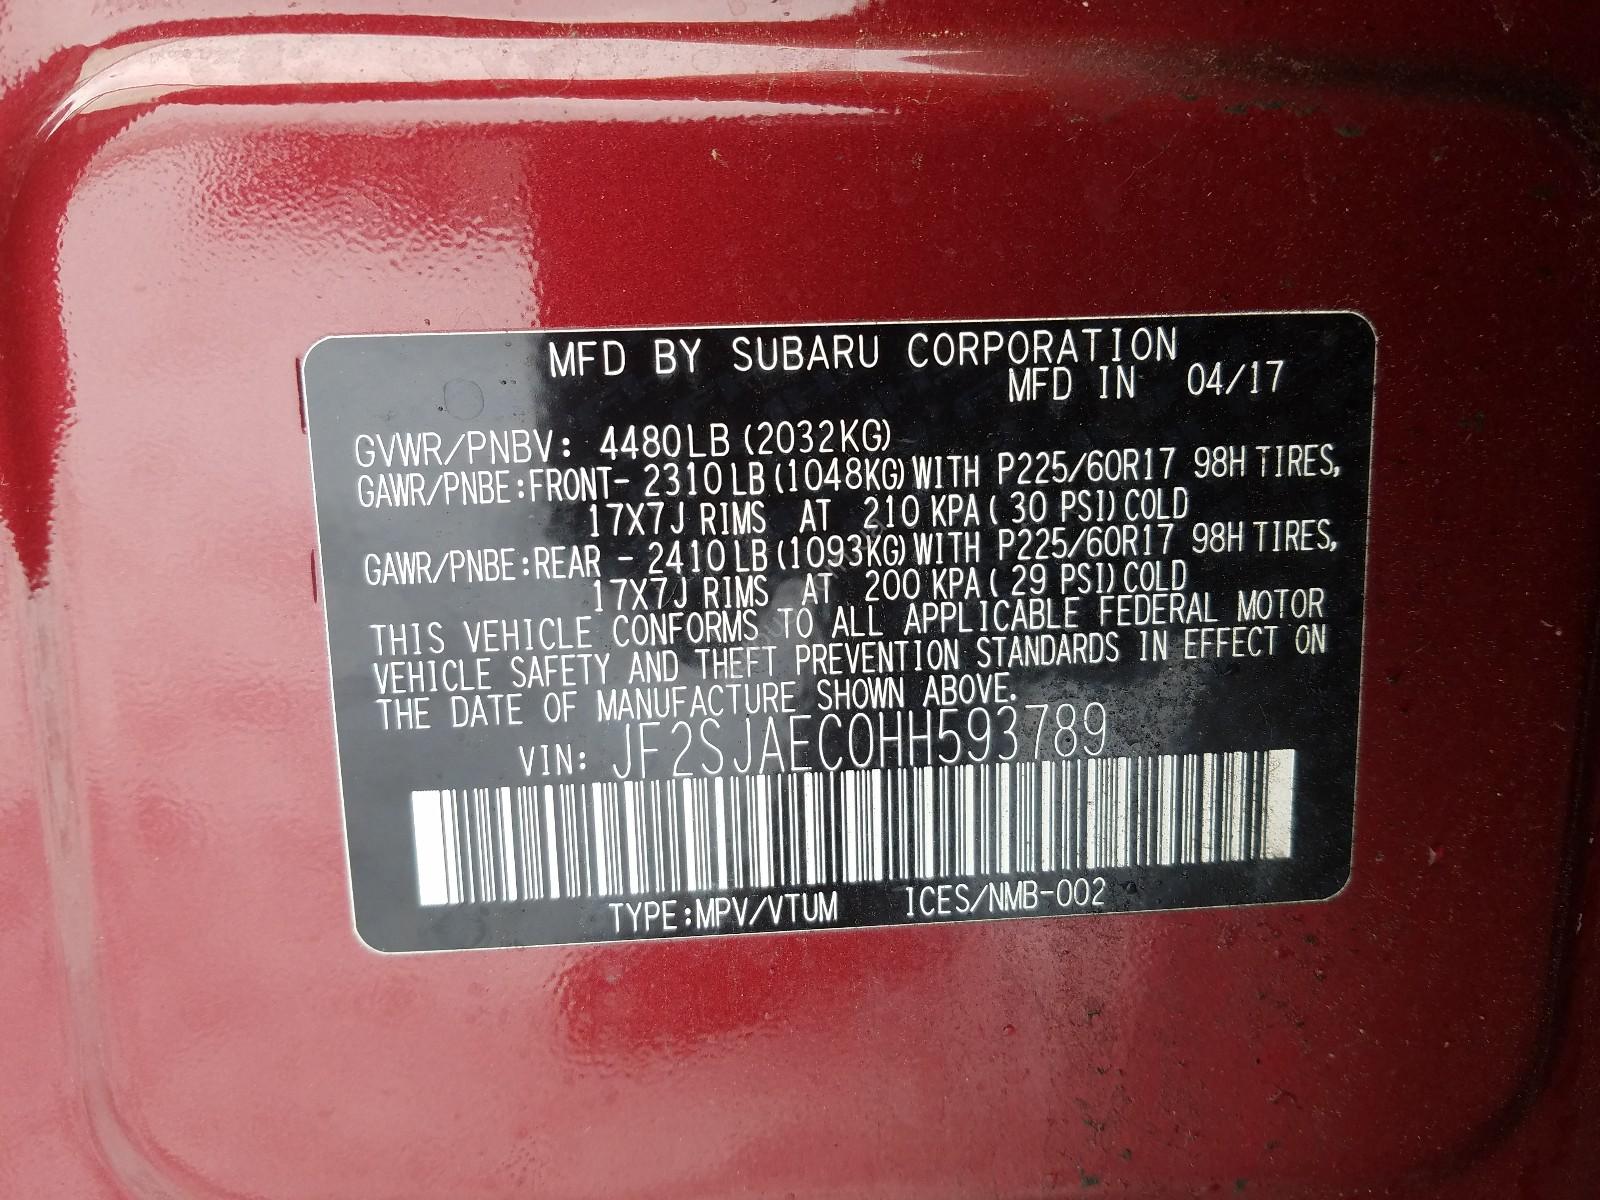 MFD BY SUBARU CORPORATION
MFD IN 04/17
GVWR/PNBV: 4480LB (2032KG)
GAWR/PNBE:FRONT- 2310LB (1048KG) WITH P225/60R17 98H TIRES,
17X7J RIMS AT 210 KPA( 30 PSI) COLD
GAWR/PNBE:REAR - 2410LB (1093KG) WITH P225/60R17 98H TIRES,
17X7J RIMS AT 200 KPA( 29 PSI) COLD
THIS VEHICLE CONFORMS TO ALL APPLICABLE FEDERAL MOTOR
VEHICLE SAFETY AND THEFT PREVENTION STANDARDS IN EFFECT ON
THE DATE OF MANUFACTURE SHOWN ABOVE.
VIN: JF2SJAEC0HH593789
TYPE:MPV/VTUM ICES/NMB-002